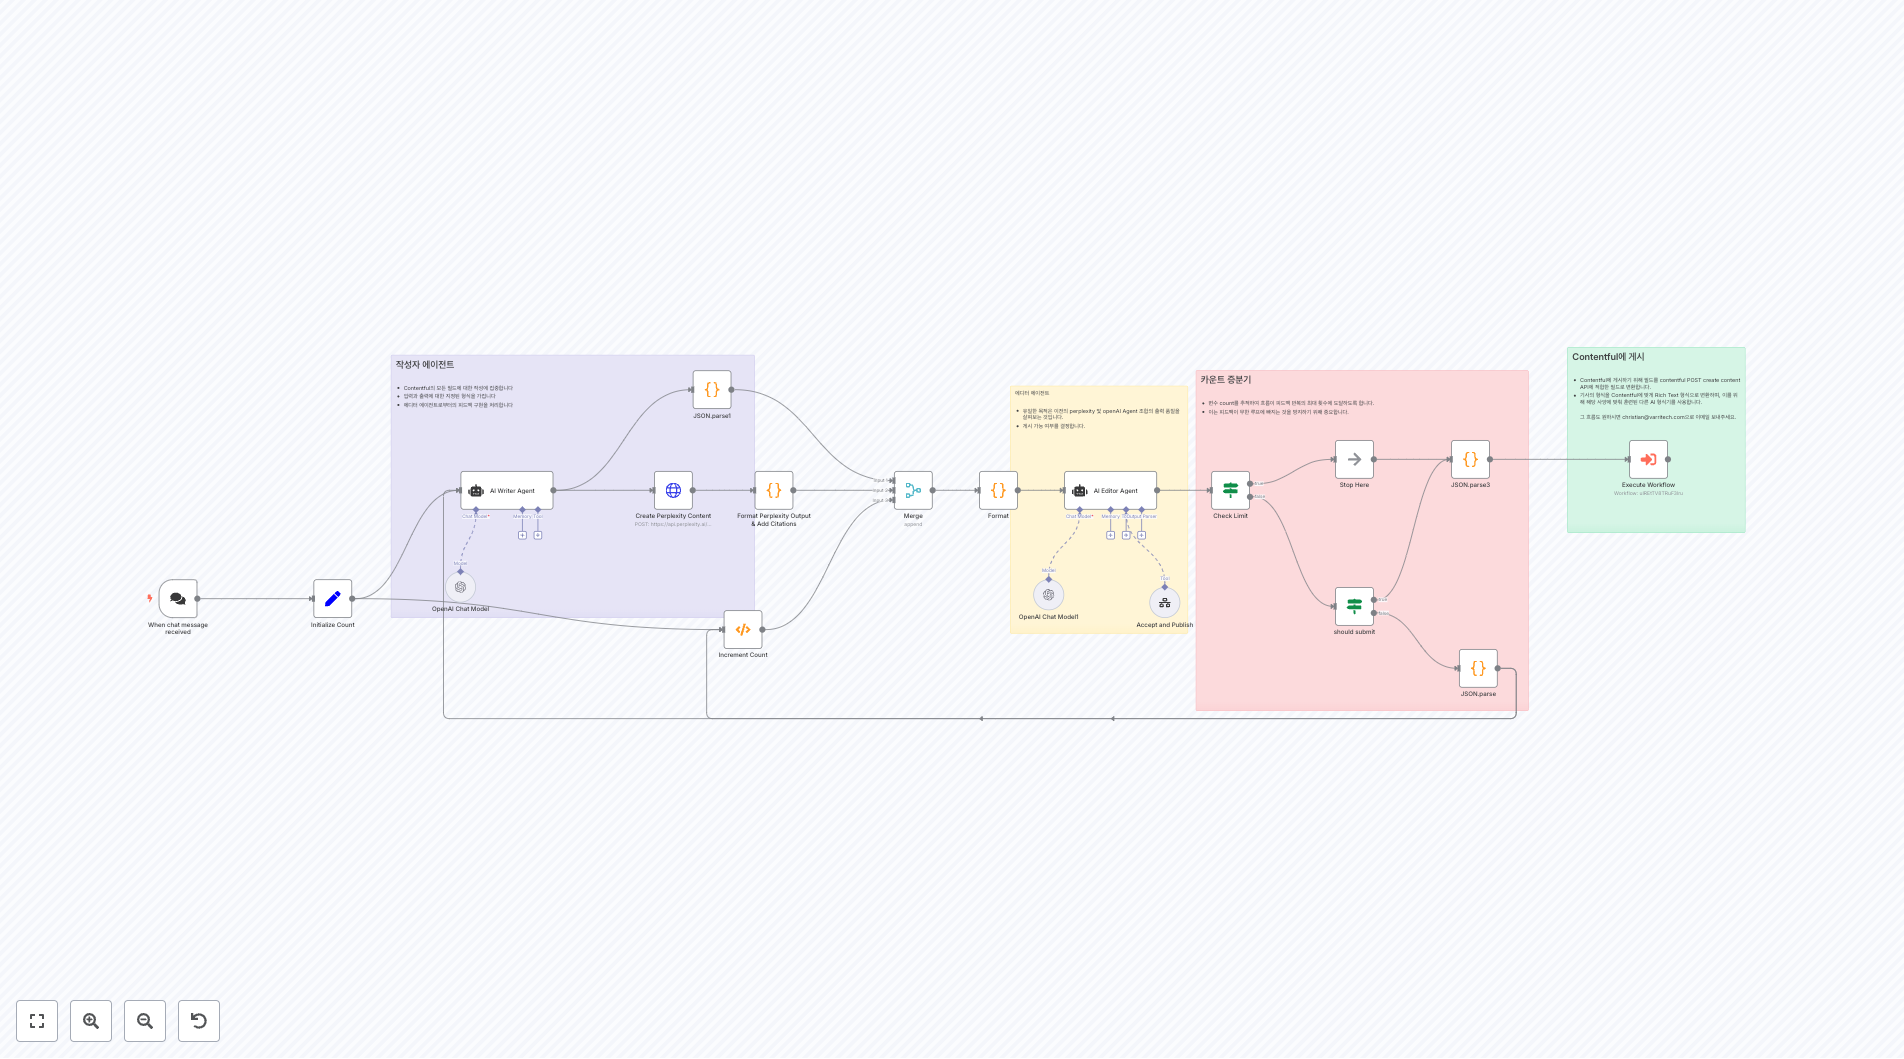 작성자 에이전트
Contentful의 모든 필드에 대한 작성에 집중합니다
입력과 출력에 대한 지정된 형식을 가집니다
에디터 에이전트로부터의 피드백 구현을 처리합니다
JSON.parse1
AI Writer Agent
Chat Model*
Memory
Tool
Model
OpenAI Chat Model
Create Perplexity Content
POST: https://api.perplexity.ai/...
Format Perplexity Output
& Add Citations
When chat message
received
Initialize Count
Increment Count
Merge
append
Format
에디터 에이전트
유일한 목적은 이전의 perplexity 및 openAI Agent 조합의 출력 품질을
살펴보는 것입니다.
게시 가능 여부를 결정합니다.
AI Editor Agent
Chat Model*
Memory
Output Parser
Model
OpenAI Chat Model1
Tool
Accept and Publish
카운트 증분기
변수 count를 추적하여 흐름이 피드백 반복의 최대 횟수에 도달하도록 합니다.
이는 피드백이 무한 루프에 빠지는 것을 방지하기 위해 중요합니다.
Check Limit
true
false
Stop Here
JSON.parse3
should submit
true
false
JSON.parse
Contentful에 게시
Contentful에 게시하기 위해 필드를 contentful POST create content
API에 적합한 필드로 변환합니다.
기사의 형식을 Contentful에 맞게 Rich Text 형식으로 변환하며, 이를 위
해 해당 사양에 맞춰 훈련된 다른 AI 형식기를 사용합니다.
그 흐름도 원하시면 christian@varritech.com으로 이메일 보내주세요.
Execute Workflow